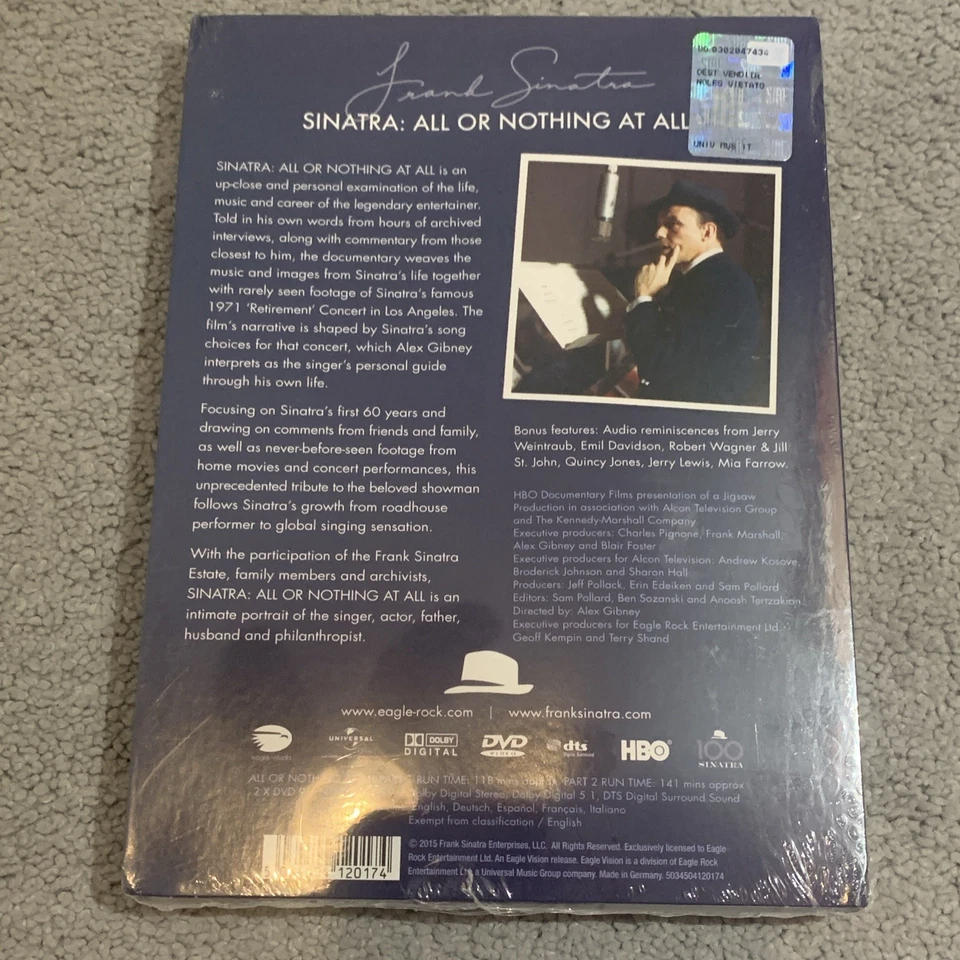 Frank Sinatra
SINATRA: ALL OR NOTHING AT ALL
NO.0302047434
DEST VENDITA
NOLEG VIETATO
UNIV MUS IT
SINATRA: ALL OR NOTHING AT ALL is an
up-close and personal examination of the life,
music and career of the legendary entertainer.
Told in his own words from hours of archived
interviews, along with commentary from those
closest to him, the documentary weaves the
music and images from Sinatra's life together
with rarely seen footage of Sinatra's famous
1971 'Retirement' Concert in Los Angeles. The
film's narrative is shaped by Sinatra's song
choices for that concert, which Alex Gibney
interprets as the singer's personal guide
through his own life.
Focusing on Sinatra's first 60 years and
drawing on comments from friends and family,
as well as never-before-seen footage from
home movies and concert performances, this
unprecedented tribute to the beloved showman
follows Sinatra's growth from roadhouse
performer to global singing sensation.
With the participation of the Frank Sinatra
Estate, family members and archivists,
SINATRA: ALL OR NOTHING AT ALL is an
intimate portrait of the singer, actor, father,
husband and philanthropist.
Bonus features: Audio reminiscences from Jerry
Weintraub, Emil Davidson, Robert Wagner & Jill
St. John, Quincy Jones, Jerry Lewis, Mia Farrow.
HBO Documentary Films presentation of a Jigsaw
Production in association with Alcon Television Group
and The Kennedy-Marshall Company
Executive producers: Charles Pignone, Frank Marshall,
Alex Gibney and Blair Foster
Executive producers for Alcon Television: Andrew Kosove,
Broderick Johnson and Sharon Hall
Producers: Jeff Pollack, Erin Edeiken and Sam Pollard
Editors: Sam Pollard, Ben Sozanski and Anoosh Tertzakian
Directed by: Alex Gibney
Executive producers for Eagle Rock Entertainment Ltd.:
Geoff Kempin and Terry Shand
www.eagle-rock.com | www.franksinatra.com
UNIVERSAL
DOLBY
DIGITAL
DVD
VIDEO
dts
Digital Surround
HBO
100
SINATRA
ALL OR NOTH RUN TIME: 118 mins PART 2 RUN TIME: 141 mins approx
2 X DVD Dolby Digital Stereo, Dolby Digital 5.1, DTS Digital Surround Sound
English, Deutsch, Español, Français, Italiano
Exempt from classification / English
120174
© 2015 Frank Sinatra Enterprises, LLC. All Rights Reserved. Exclusively licensed to Eagle
Rock Entertainment Ltd. An Eagle Vision release. Eagle Vision is a division of Eagle Rock
Entertainment Ltd, a Universal Music Group company. Made in Germany. 5034504120174